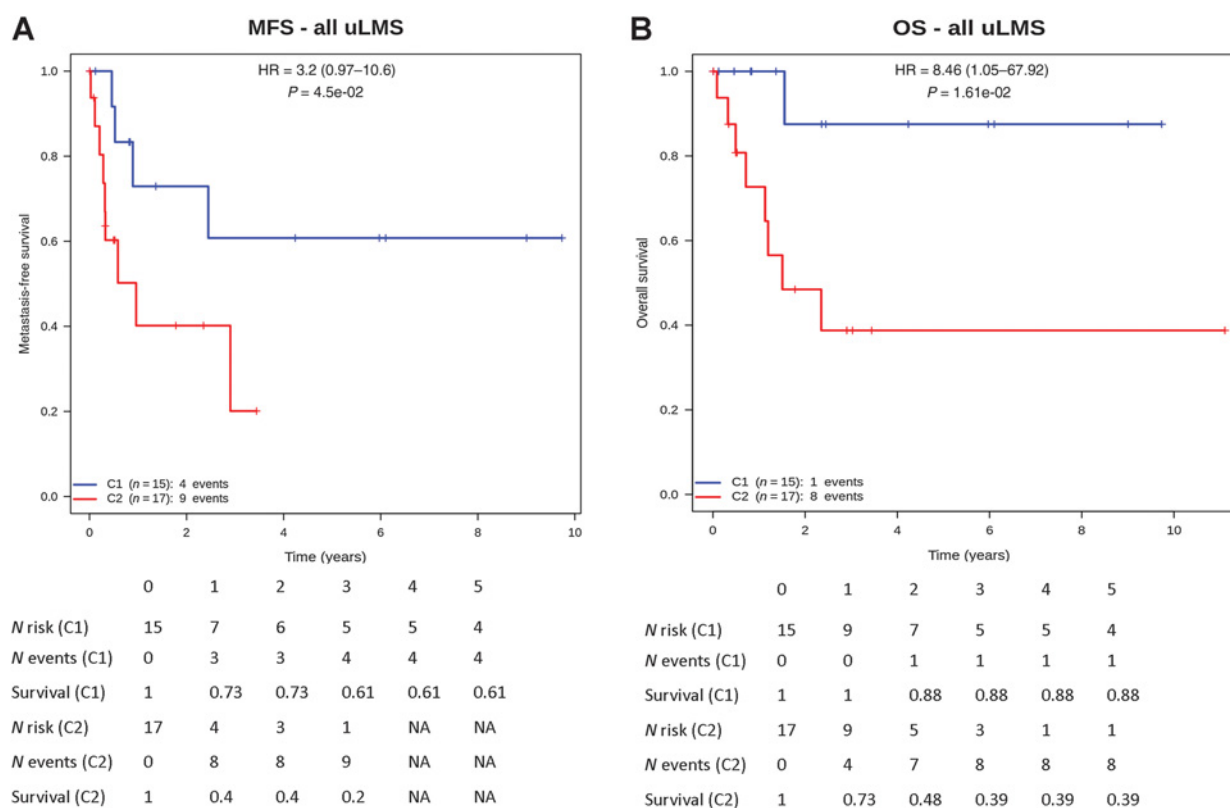 A
MFS - all uLMS
HR = 3.2 (0.97–10.6)
P = 4.5e-02
Metastasis-free survival
1.0
0.8
0.6
0.4
0.2
0.0
C1 (n = 15): 4 events
C2 (n = 17): 9 events
0 2 4 6 8 10
Time (years)
0 1 2 3 4 5
N risk (C1) 15 7 6 5 5 4
N events (C1) 0 3 3 4 4 4
Survival (C1) 1 0.73 0.73 0.61 0.61 0.61
N risk (C2) 17 4 3 1 NA NA
N events (C2) 0 8 8 9 NA NA
Survival (C2) 1 0.4 0.4 0.2 NA NA
B
OS - all uLMS
HR = 8.46 (1.05–67.92)
P = 1.61e-02
Overall survival
1.0
0.8
0.6
0.4
0.2
0.0
C1 (n = 15): 1 events
C2 (n = 17): 8 events
0 2 4 6 8 10
Time (years)
0 1 2 3 4 5
N risk (C1) 15 9 7 5 5 4
N events (C1) 0 0 1 1 1 1
Survival (C1) 1 1 0.88 0.88 0.88 0.88
N risk (C2) 17 9 5 3 1 1
N events (C2) 0 4 7 8 8 8
Survival (C2) 1 0.73 0.48 0.39 0.39 0.39